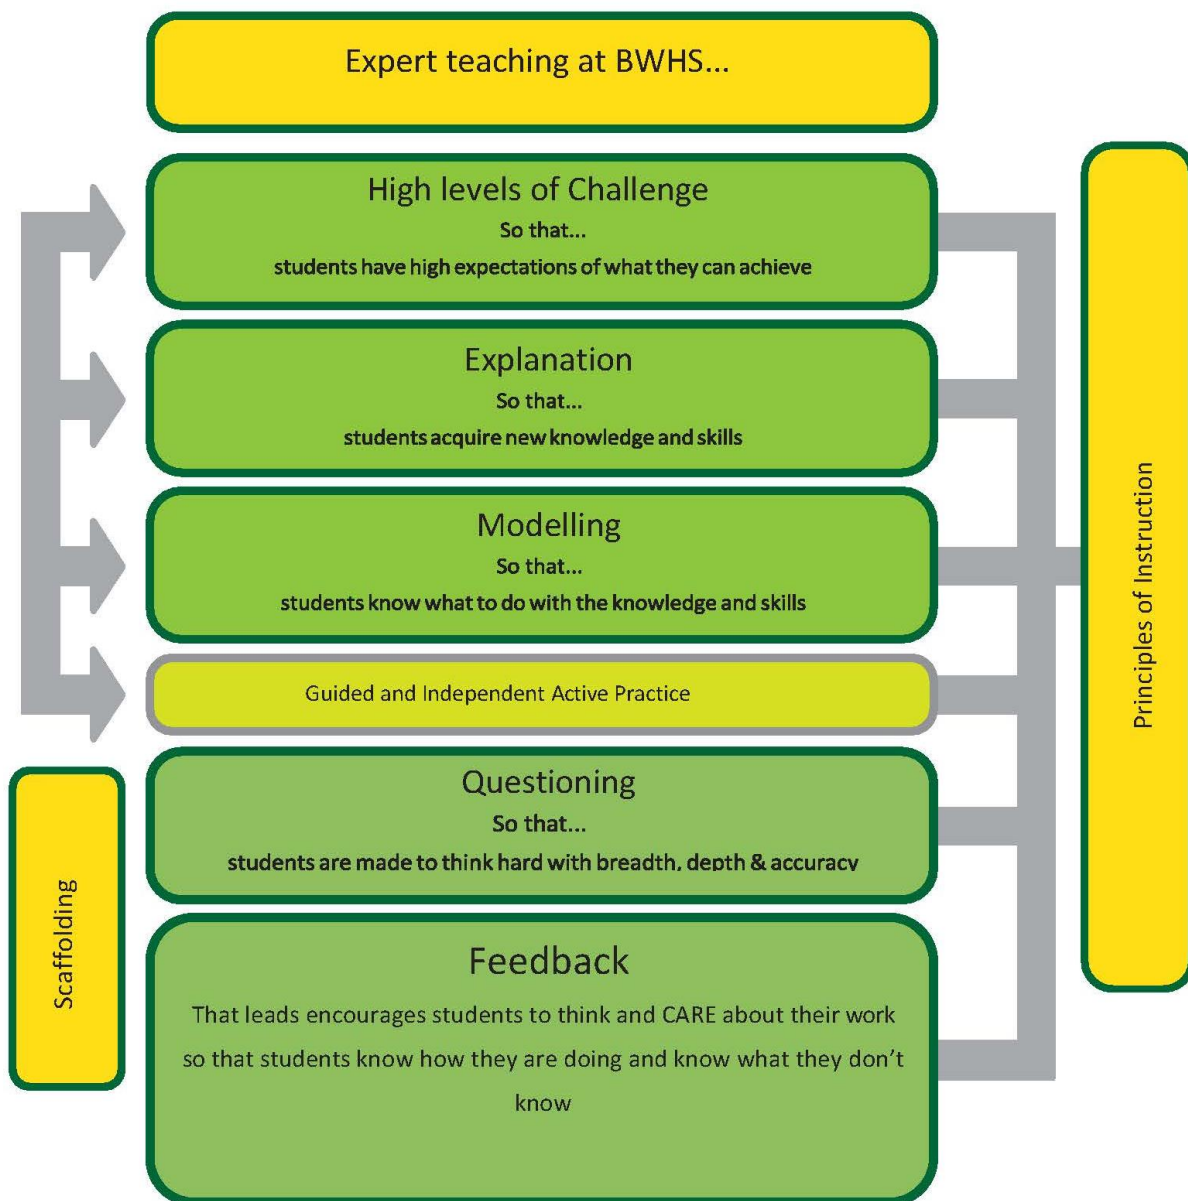 Expert teaching at BWHS...
High levels of Challenge
So that...
students have high expectations of what they can achieve
Explanation
So that...
students acquire new knowledge and skills
Modelling
So that...
students know what to do with the knowledge and skills
Guided and Independent Active Practice
Questioning
So that...
students are made to think hard with breadth, depth & accuracy
Feedback
That leads encourages students to think and CARE about their work
so that students know how they are doing and know what they don’t
know
Scaffolding
Principles of Instruction